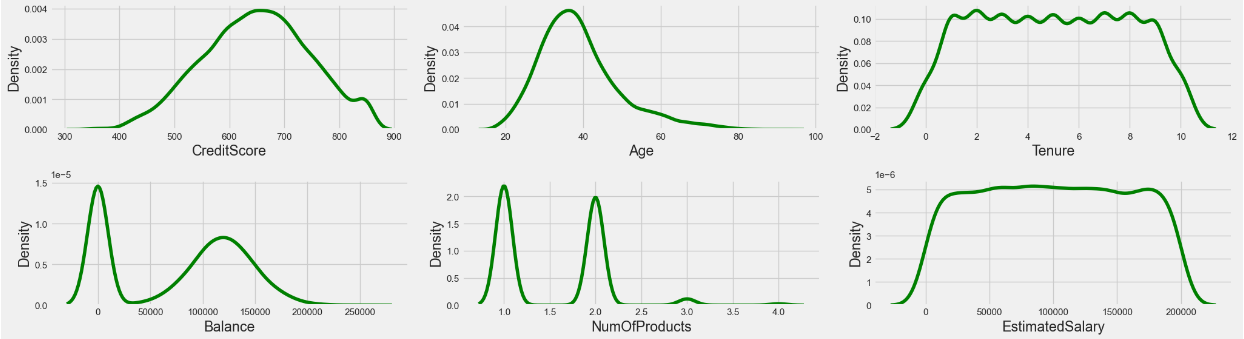 0.004
0.003
0.002
0.001
0.000
Density
300 400 500 600 700 800 900
CreditScore
0.04
0.03
0.02
0.01
0.00
Density
20 40 60 80 100
Age
0.10
0.08
0.06
0.04
0.02
0.00
Density
−2 0 2 4 6 8 10 12
Tenure
1e−5
1.5
1.0
0.5
0.0
Density
0 50000 100000 150000 200000 250000
Balance
2.0
1.5
1.0
0.5
0.0
Density
1.0 1.5 2.0 2.5 3.0 3.5 4.0
NumOfProducts
1e−6
5
4
3
2
1
0
Density
0 50000 100000 150000 200000
EstimatedSalary